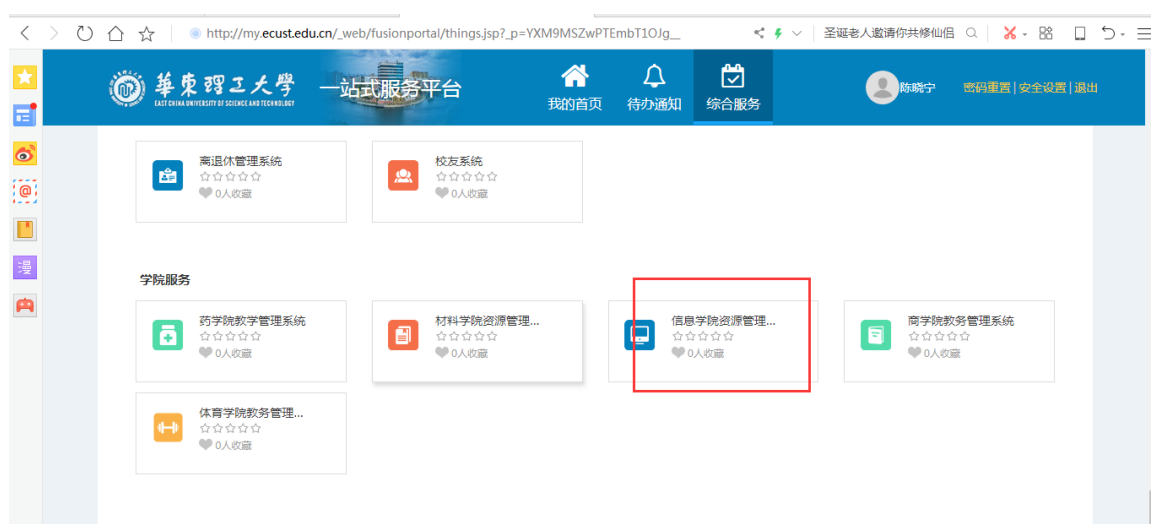 http://my.ecust.edu.cn/_web/fusionportal/things.jsp?_p=YXM9MSZwPTEmbT1OJg__
圣诞老人邀请你共修仙侣
華東理工大學
EAST CHINA UNIVERSITY OF SCIENCE AND TECHNOLOGY
一站式服务平台
我的首页
待办通知
综合服务
陈晓宁
密码重置|安全设置|退出
漫
离退休管理系统
0人收藏
校友系统
0人收藏
学院服务
药学院教学管理系统
0人收藏
材料学院资源管理...
0人收藏
信息学院资源管理...
0人收藏
商学院教务管理系统
0人收藏
体育学院教务管理...
0人收藏